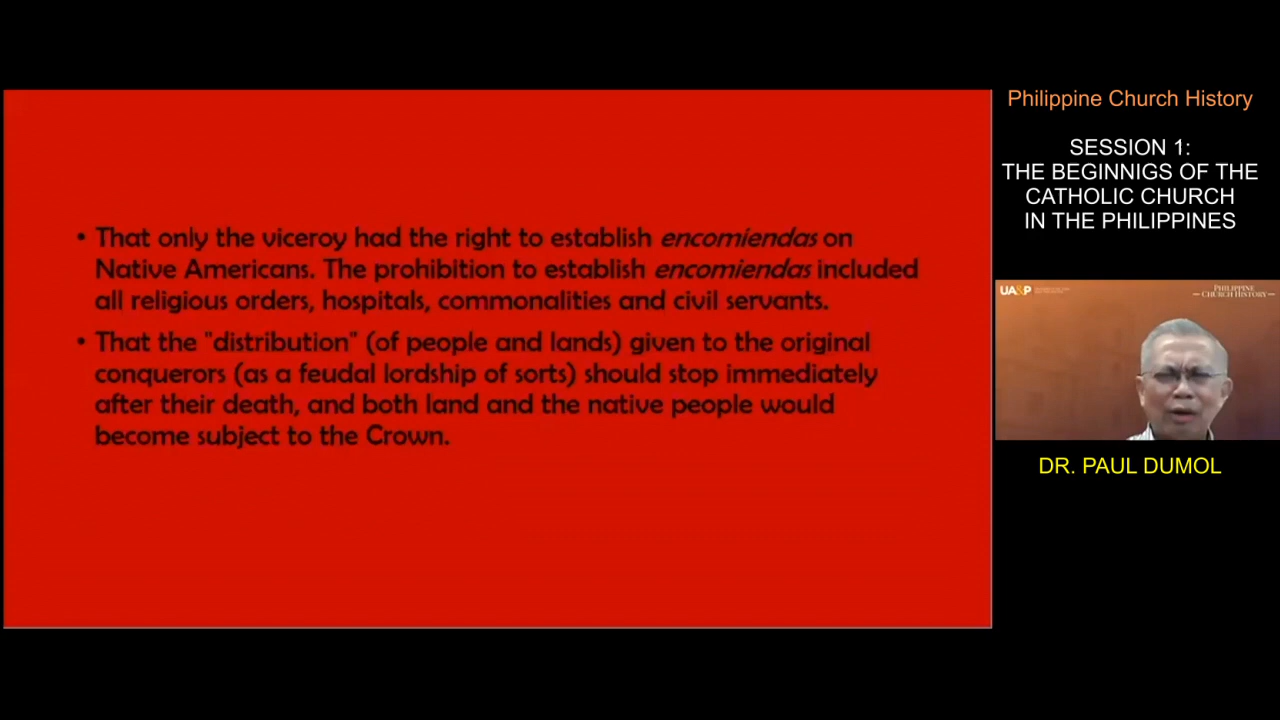 • That only the viceroy had the right to establish encomiendas on
Native Americans. The prohibition to establish encomiendas included
all religious orders, hospitals, commonalities and civil servants.
• That the "distribution" (of people and lands) given to the original
conquerors (as a feudal lordship of sorts) should stop immediately
after their death, and both land and the native people would
become subject to the Crown.
Philippine Church History
SESSION 1:
THE BEGINNIGS OF THE
CATHOLIC CHURCH
IN THE PHILIPPINES
UA&P
PHILIPPINE
CHURCH HISTORY
DR. PAUL DUMOL